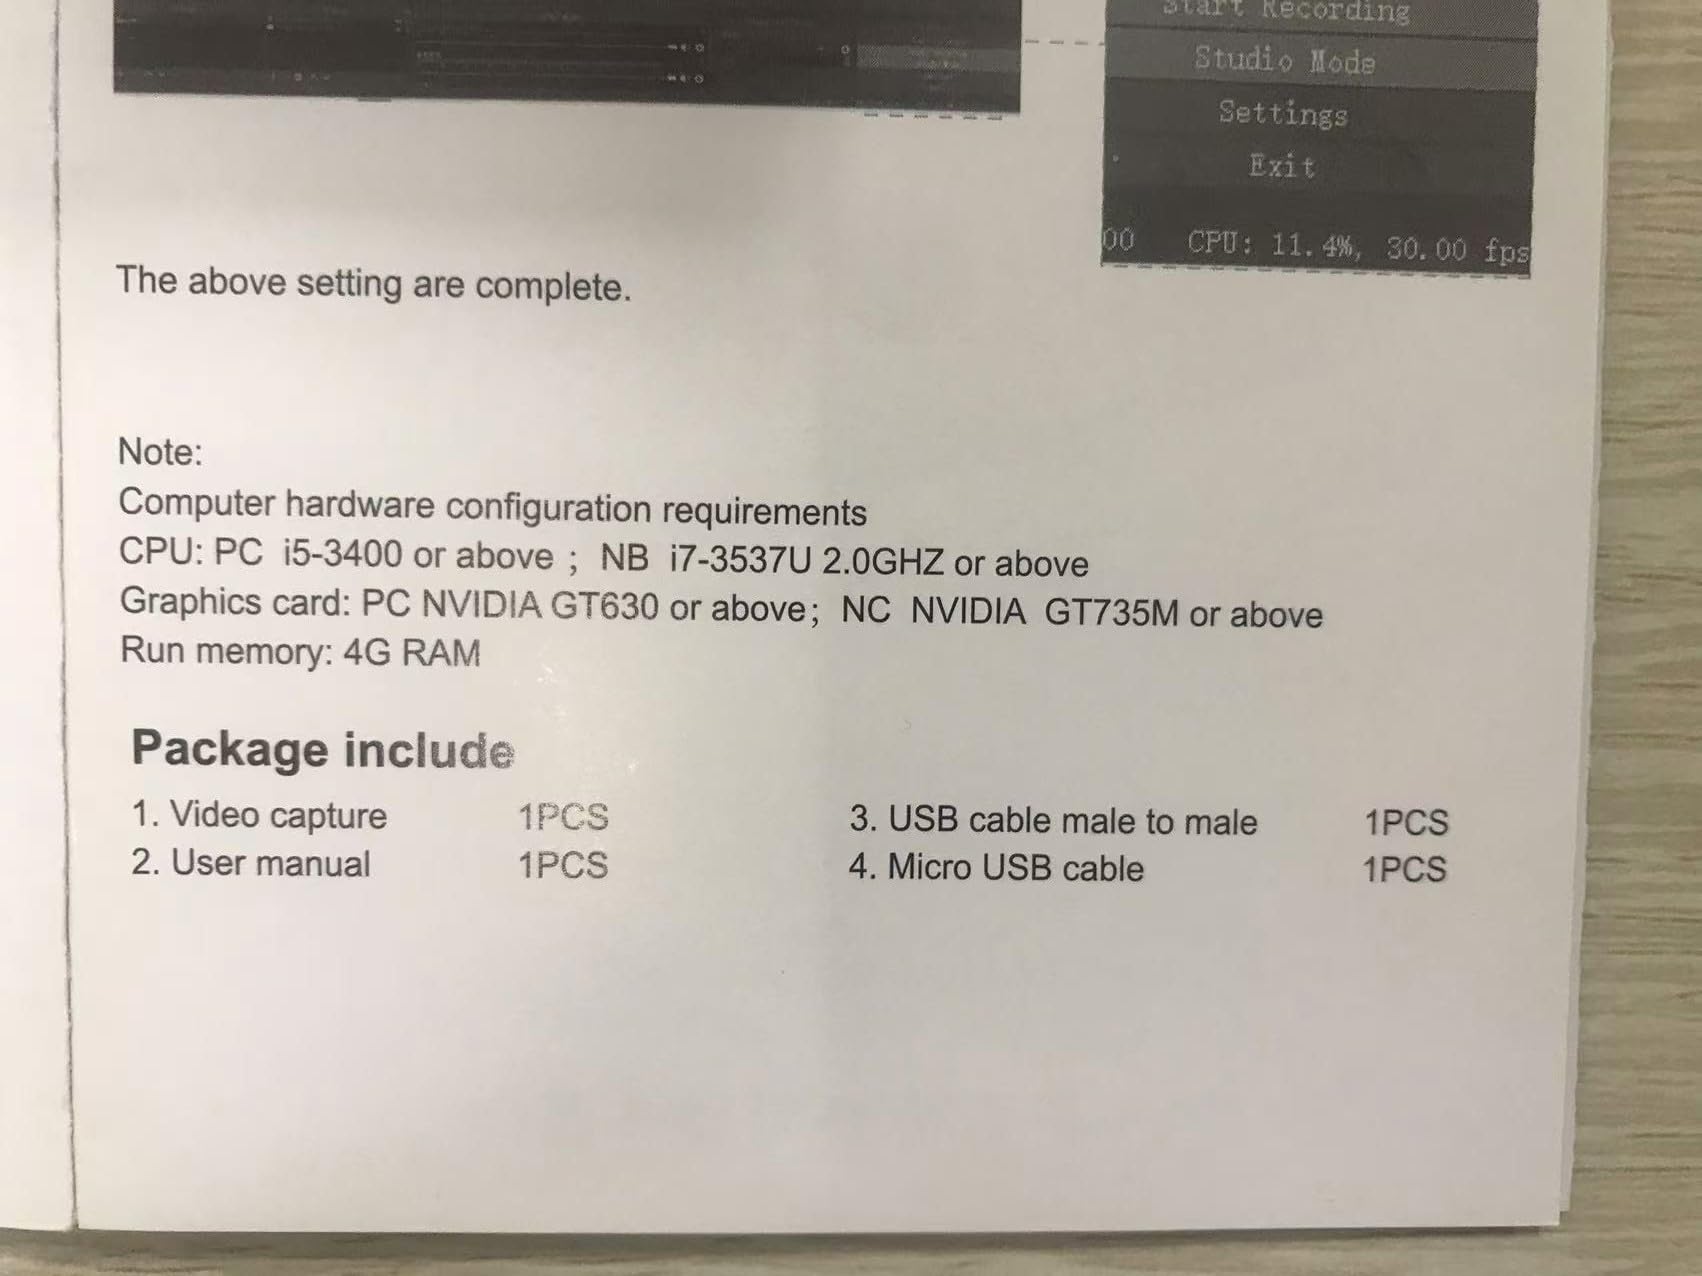 Start Recording
Studio Mode
Settings
Exit
00 CPU: 11.4%, 30.00 fps
The above setting are complete.
Note:
Computer hardware configuration requirements
CPU: PC i5-3400 or above ; NB i7-3537U 2.0GHZ or above
Graphics card: PC NVIDIA GT630 or above; NC NVIDIA GT735M or above
Run memory: 4G RAM
Package include
1. Video capture 1PCS
2. User manual 1PCS
3. USB cable male to male 1PCS
4. Micro USB cable 1PCS